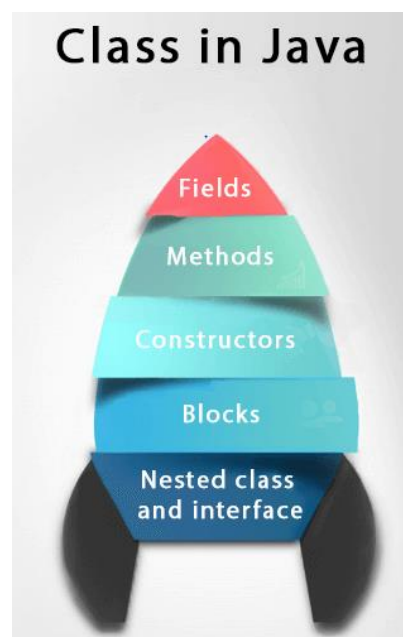 Class in Java
Fields
Methods
Constructors
Blocks
Nested class
and interface